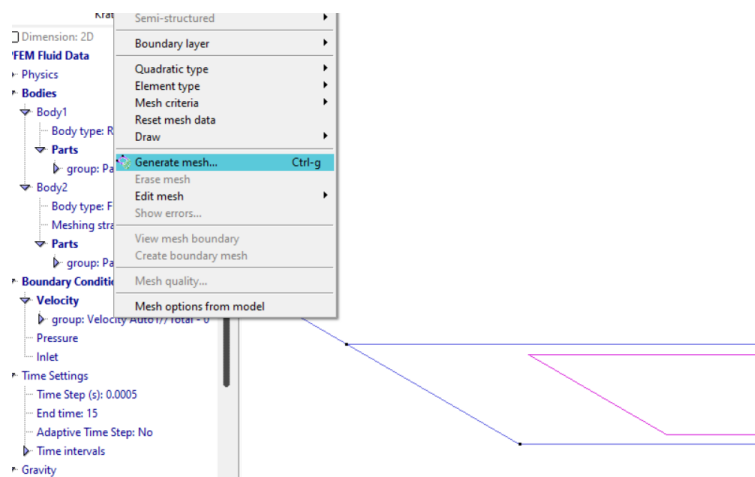 Semi-structured
Dimension: 2D
Boundary layer
FEM Fluid Data
Physics
Quadratic type
Bodies
Element type
Body1
Mesh criteria
Reset mesh data
Body type: R
Draw
Parts
group: Pa
Generate mesh... Ctrl-g
Erase mesh
Body2
Edit mesh
Body type: F
Show errors...
Meshing stra
View mesh boundary
Parts
Create boundary mesh
group: Pa
Boundary Conditi
Mesh quality...
Velocity
Mesh options from model
group: Velocity Auto1//Total - 0
Pressure
Inlet
Time Settings
Time Step (s): 0.0005
End time: 15
Adaptive Time Step: No
Time intervals
Gravity